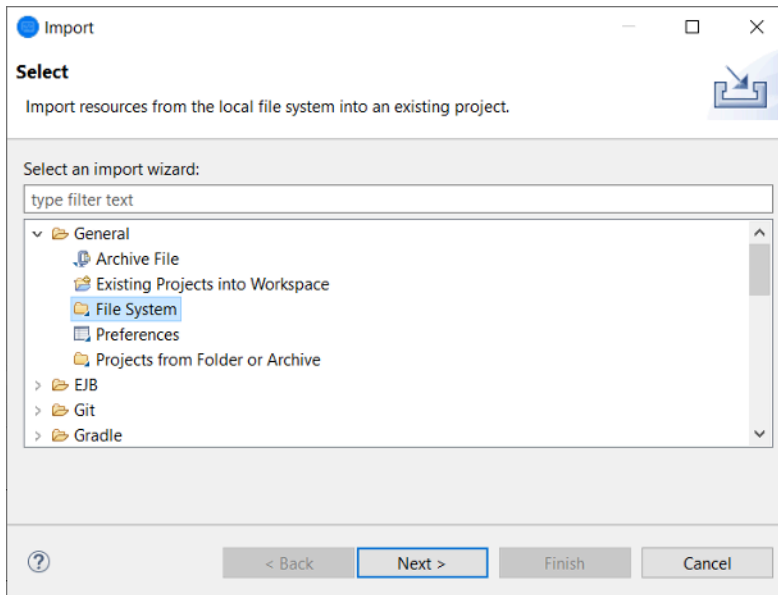 Import
Select
Import resources from the local file system into an existing project.
Select an import wizard:
type filter text
General
Archive File
Existing Projects into Workspace
File System
Preferences
Projects from Folder or Archive
EJB
Git
Gradle
?
< Back Next > Finish Cancel